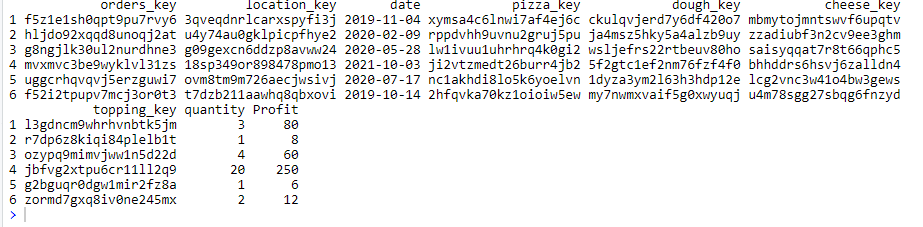 orders_key location_key date pizza_key dough_key cheese_key
1 f5z1e1sh0qpt9pu7rvy6 3qveqdnrlcarxspyfi3j 2019-11-04 xymsa4c6lnwi7af4ej6c ckulqvjerd7y6df42o07 mbmytojmntswvf6upqtv
2 hljdo92xqqd8unoqj2at u4y74au0gklpicpfhye2 2020-02-09 rppdvhh9uvnu2gruj5pu ja4msz5hky5a4alzb9uy zzadiubf3n2cv9ee3ghm
3 g8ngjlk30ul2nurdhne3 g09gexcn6ddzp8avww24 2020-05-28 lw1ivuu1uhrhrq4k0gi2 wsljefrs22rtbeuv80ho saisyqqat7r8t66qphc5
4 mvxmvc3be9wyklvl31zs 18sp349or898478pmo13 2021-10-03 ji2vtzmedt26burr4jb2 5f2gtc1ef2nm76fzf4f0 bhhddrs6hsvj6zalldn4
5 uggcrhqvqvj5erzguwi7 ovm8tm9m726aecjwsivj 2020-07-17 nc1akhdi8lo5k6yoelvn 1dyza3ym2l63h3hdp12e lcg2vnc3w41o4bw3gews
6 f52i2tpupv7mcj3or0t3 t7dzb211aawhq8qbxovi 2019-10-14 2hfqvka70kz1oioiw5ew my7nwmxvaif5g0xwyuqj u4m78sgg27sbqg6fnzyd
topping_key quantity Profit
1 l3gdncm9whrhvnbtk5jm 3 80
2 r7dp6z8kiqi84plelb1t 1 8
3 ozypq9mimvjww1n5d22d 4 60
4 jbfvg2xtpu6cr11ll2q9 20 250
5 g2bguqr0dgw1mir2fz8a 1 6
6 zormd7gxq8iv0ne245mx 2 12
>